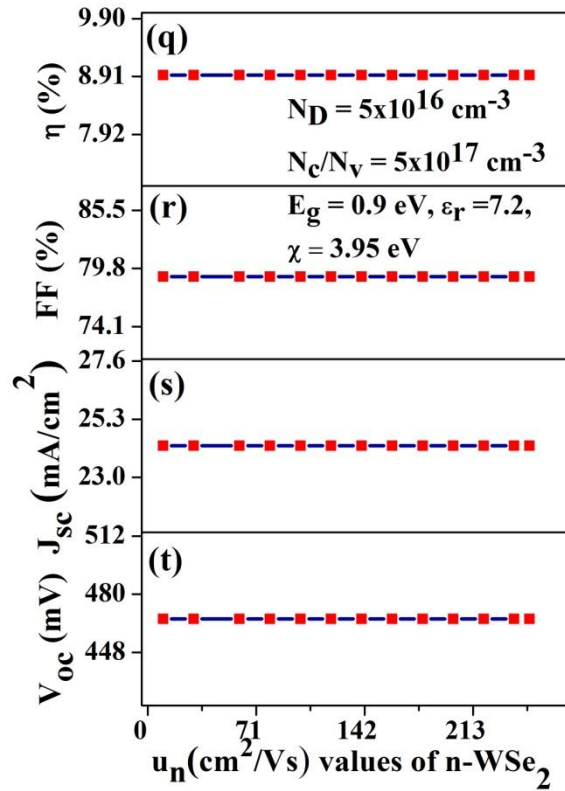 9.90
(q)
8.91
η (%)
N_D = 5x10^16 cm^-3
7.92
N_c/N_v = 5x10^17 cm^-3
85.5
(r)
E_g = 0.9 eV, ε_r =7.2,
79.8
FF (%)
χ = 3.95 eV
74.1
27.6
(s)
25.3
J_sc (mA/cm^2)
23.0
512
(t)
480
V_oc (mV)
448
0 71 142 213
u_n(cm^2/Vs) values of n-WSe_2